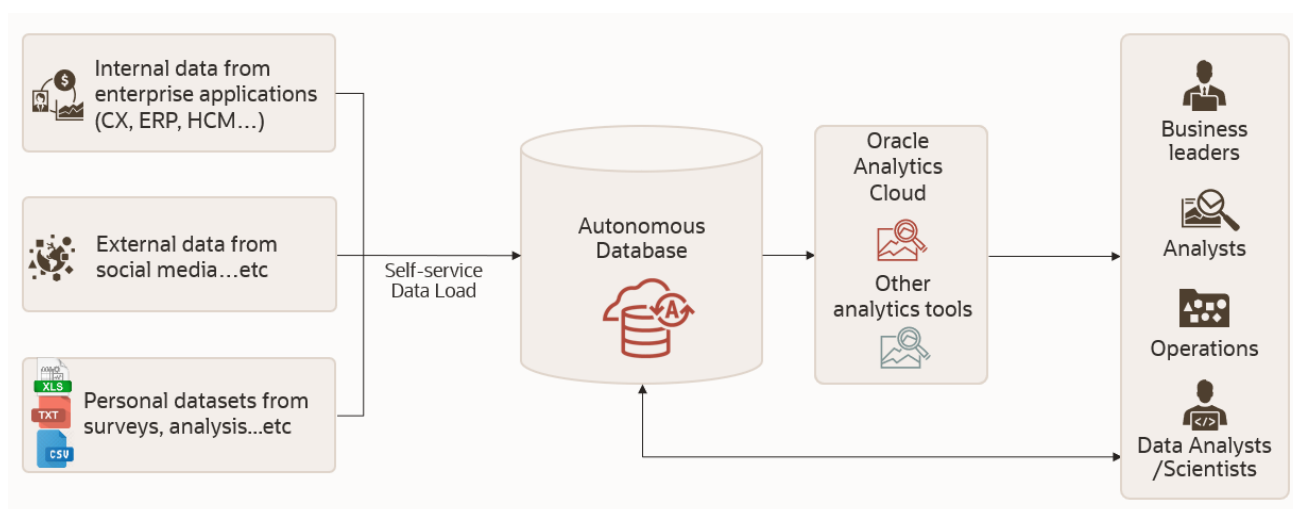 Internal data from
enterprise applications
(CX, ERP, HCM...)
External data from
social media...etc
XLS
TXT
CSV
Personal datasets from
surveys, analysis...etc
Self-service
Data Load
Autonomous
Database
A
Oracle
Analytics
Cloud
Other
analytics tools
Business
leaders
Analysts
Operations
</>
Data Analysts
/Scientists